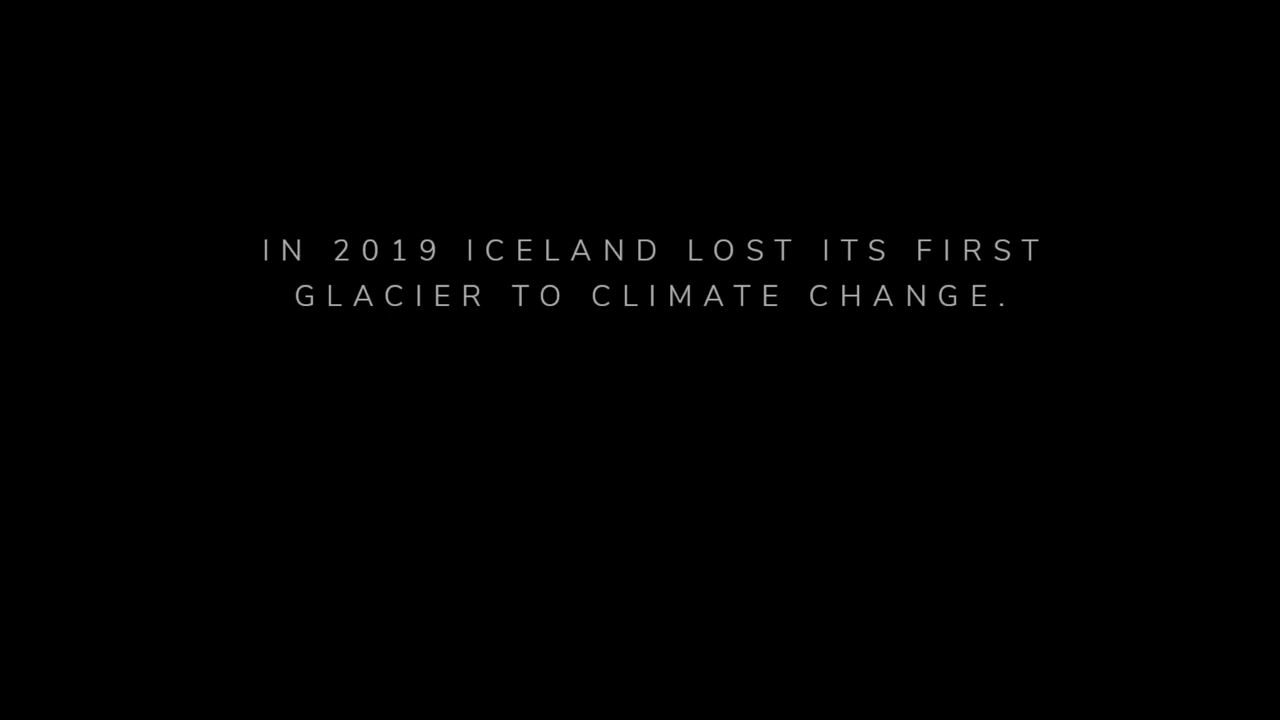 IN 2019 ICELAND LOST ITS FIRST
GLACIER TO CLIMATE CHANGE.